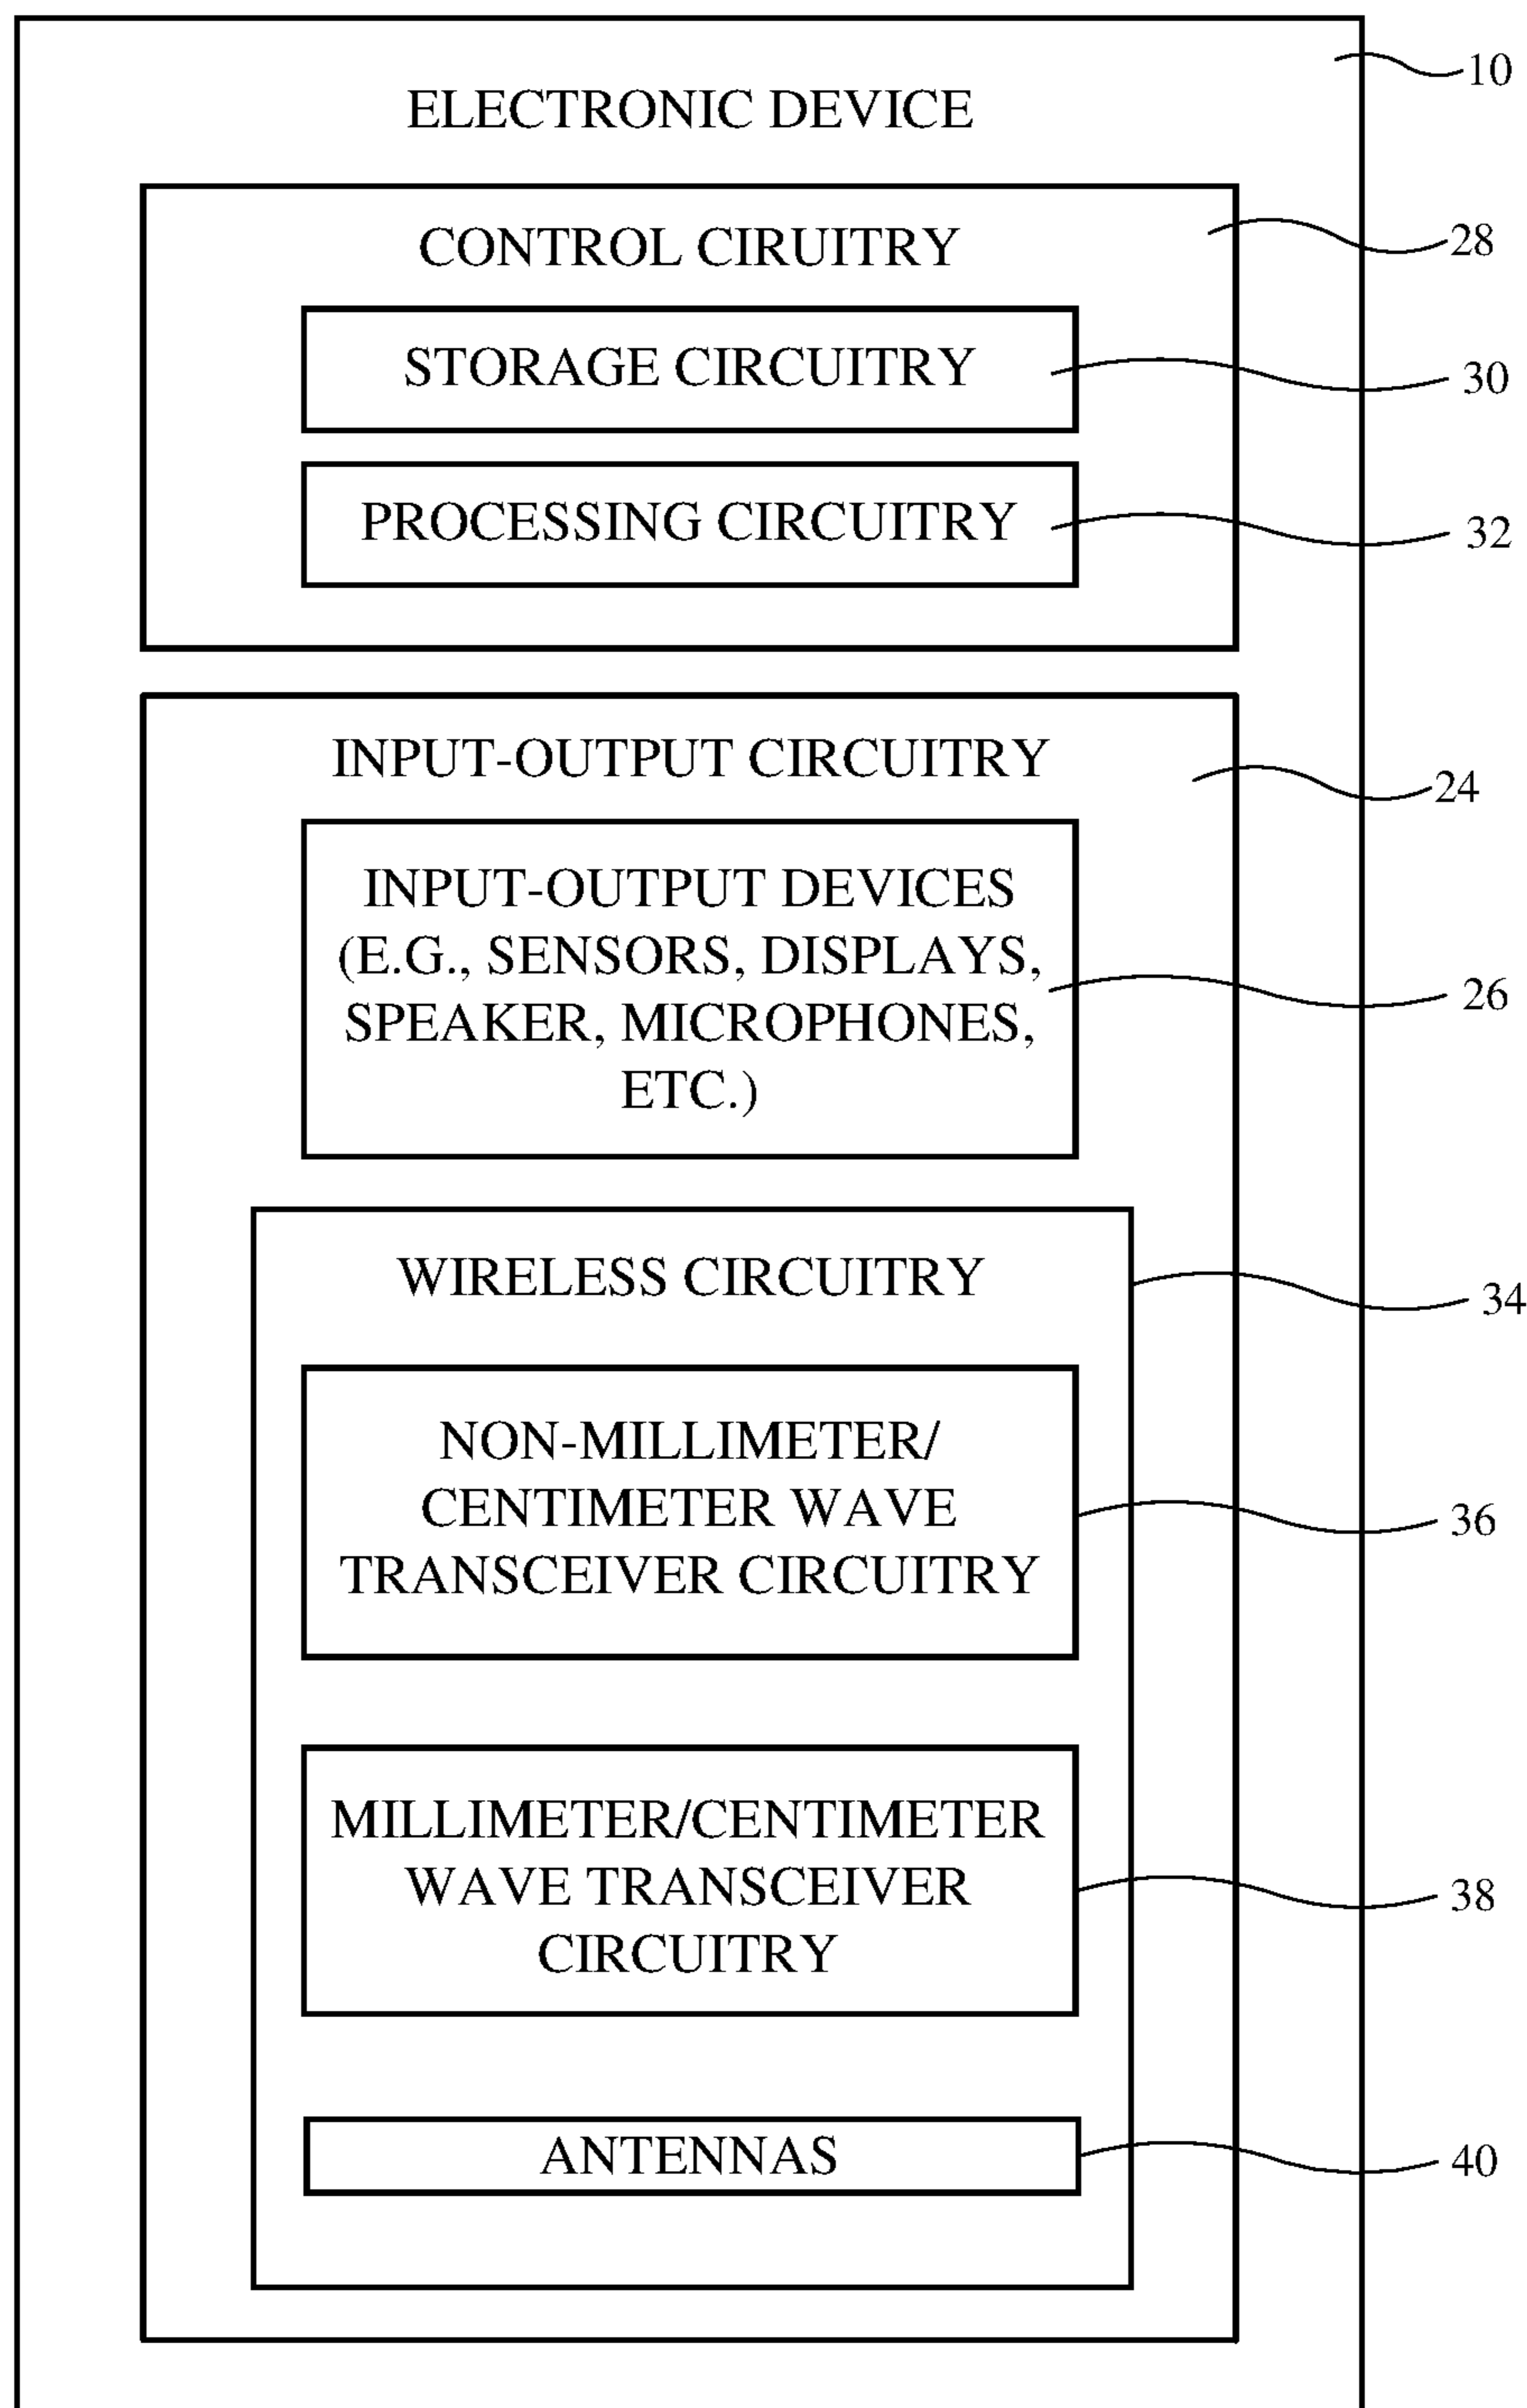 10
ELECTRONIC DEVICE
CONTROL CIRUITRY
28
STORAGE CIRCUITRY
30
PROCESSING CIRCUITRY
32
INPUT-OUTPUT CIRCUITRY
24
INPUT-OUTPUT DEVICES
(E.G., SENSORS, DISPLAYS,
SPEAKER, MICROPHONES,
ETC.)
26
WIRELESS CIRCUITRY
34
NON-MILLIMETER/
CENTIMETER WAVE
TRANSCEIVER CIRCUITRY
36
MILLIMETER/CENTIMETER
WAVE TRANSCEIVER
CIRCUITRY
38
ANTENNAS
40